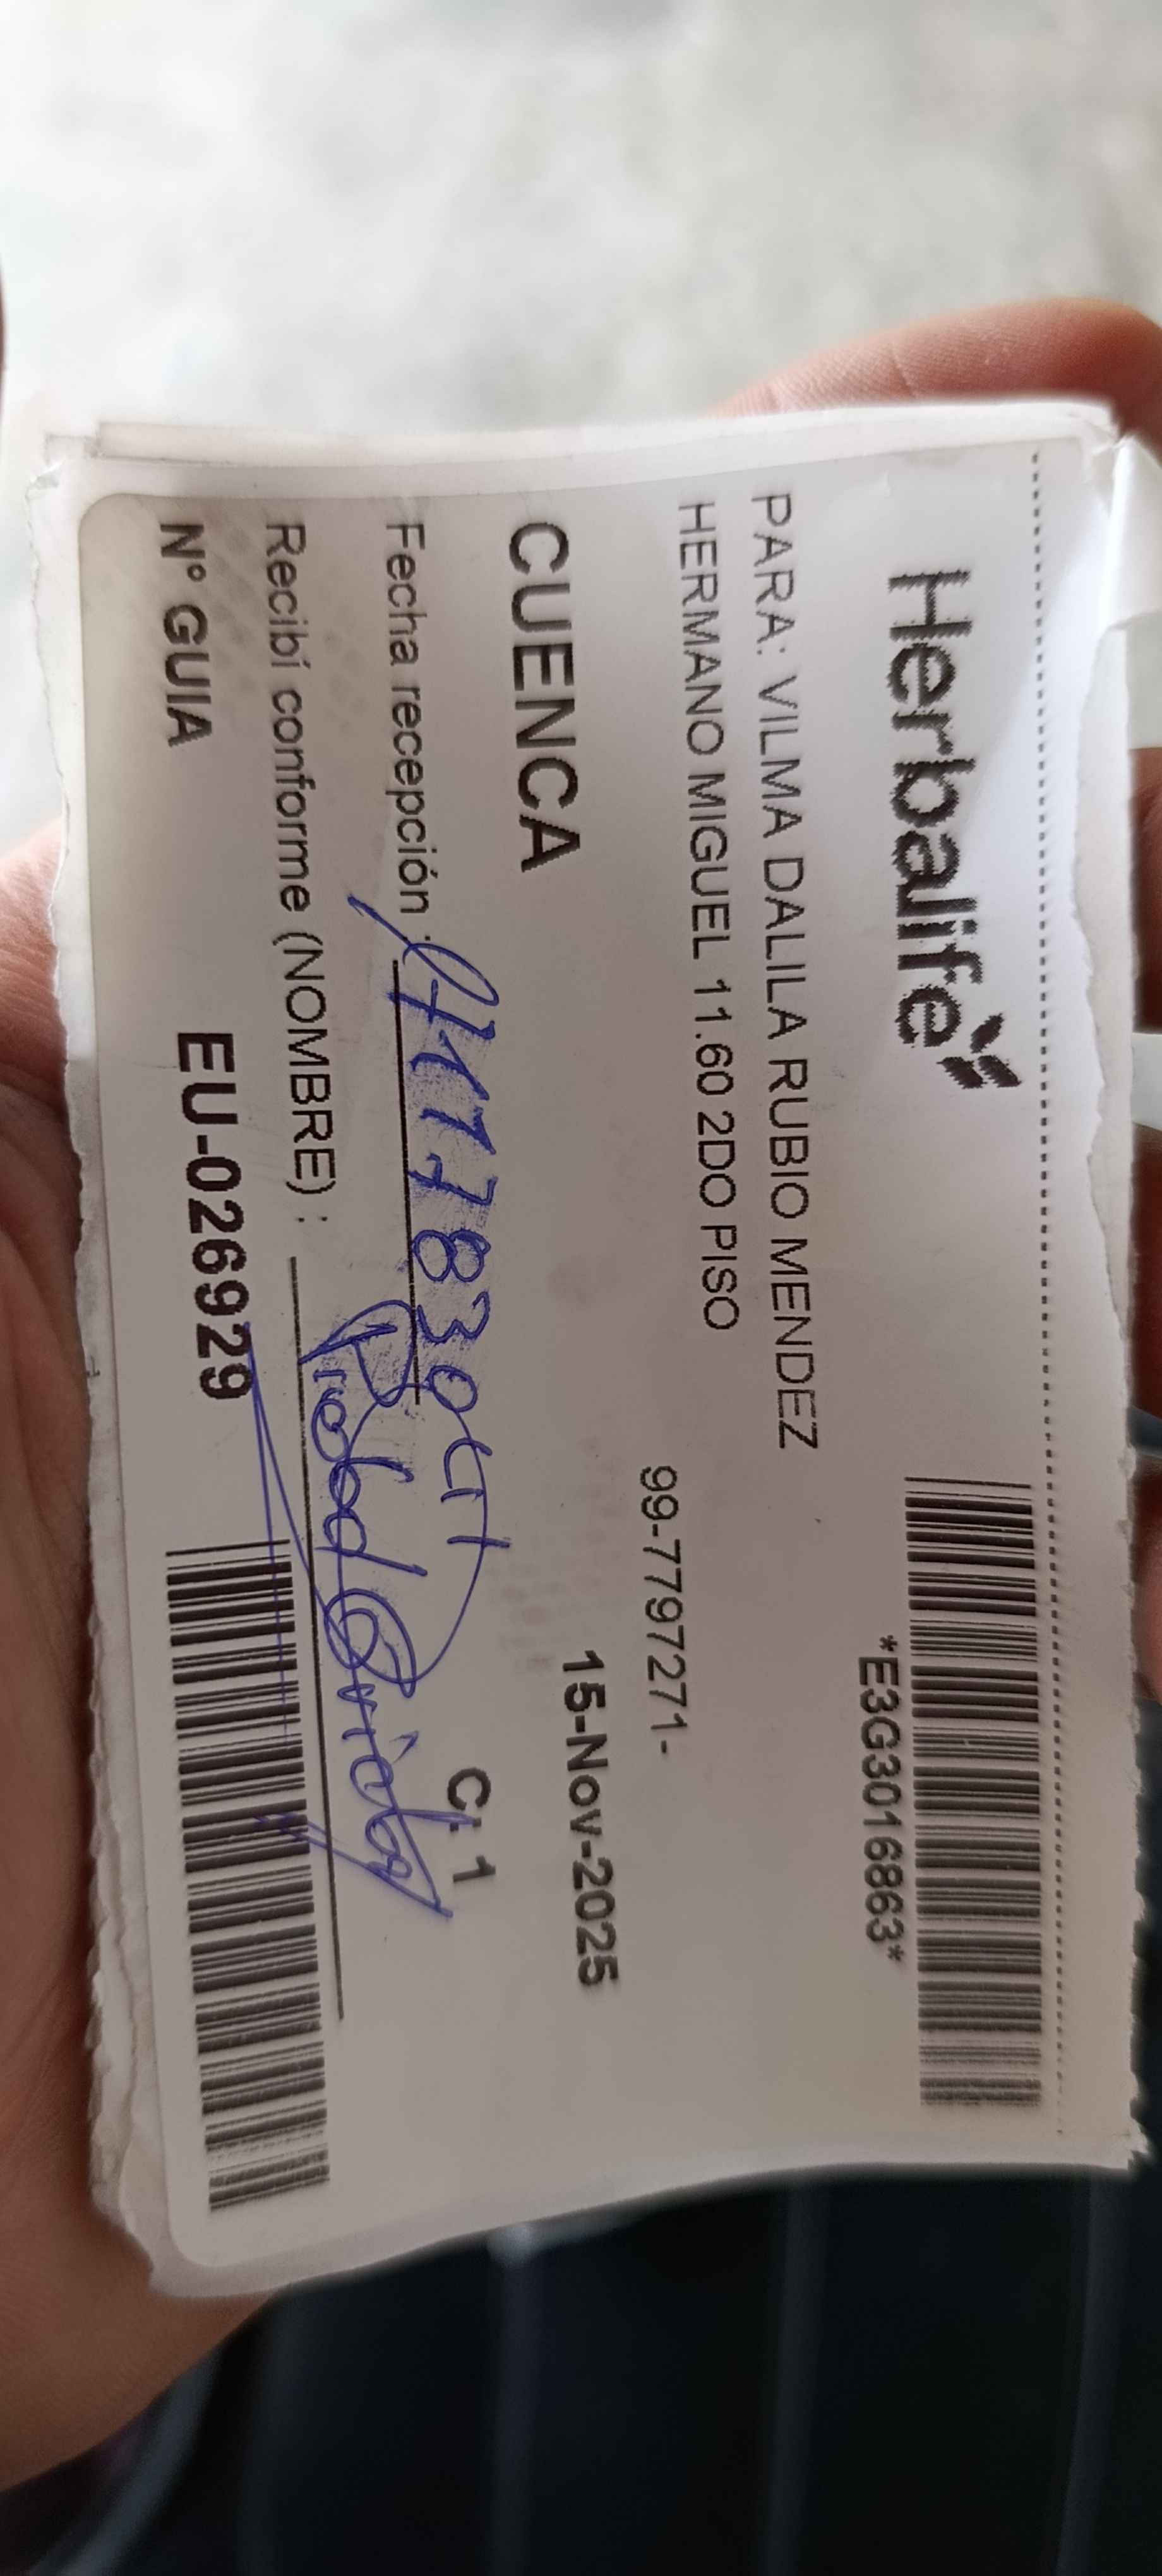 Herbalife
*E3G3016863*
PARA: VILMA DALILA RUBIO MENDEZ
HERMANO MIGUEL 11.60 2DO PISO
99-7797271-
CUENCA
15-Nov-2025
Fecha recepción :
C. 1
Recibí conforme (NOMBRE) :
N° GUIA
EU-026929